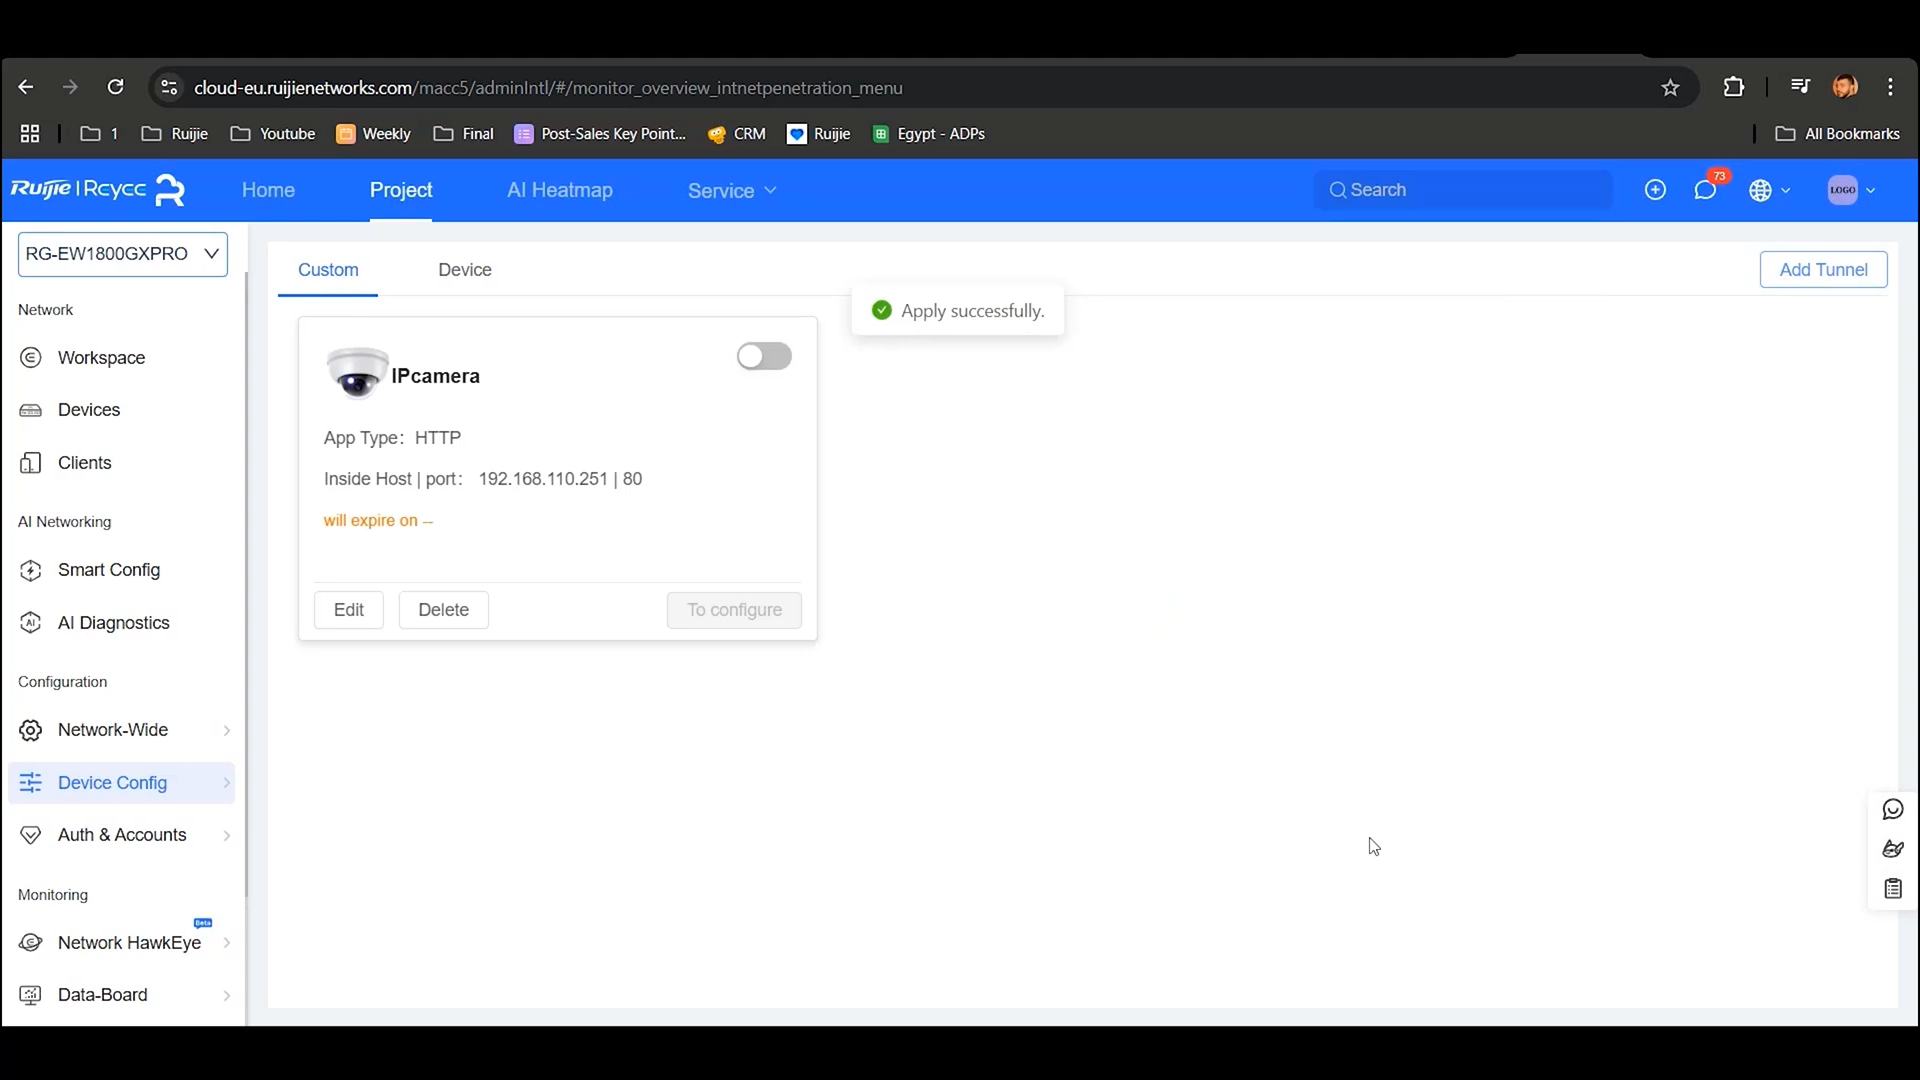 cloud-eu.ruijienetworks.com/macc5/adminIntl/#/monitor_overview_intnetpenetration_menu
1 Ruijie Youtube Weekly Final Post-Sales Key Point... CRM Ruijie Egypt - ADPs All Bookmarks
Ruijie | Rcycc Home Project AI Heatmap Service Search 73 LOGO
RG-EW1800GXPRO
Network
Workspace
Devices
Clients
AI Networking
Smart Config
AI Diagnostics
Configuration
Network-Wide
Device Config
Auth & Accounts
Monitoring
Beta
Network HawkEye
Data-Board
Custom Device Add Tunnel
Apply successfully.
IPcamera
App Type: HTTP
Inside Host | port: 192.168.110.251 | 80
will expire on --
Edit Delete To configure